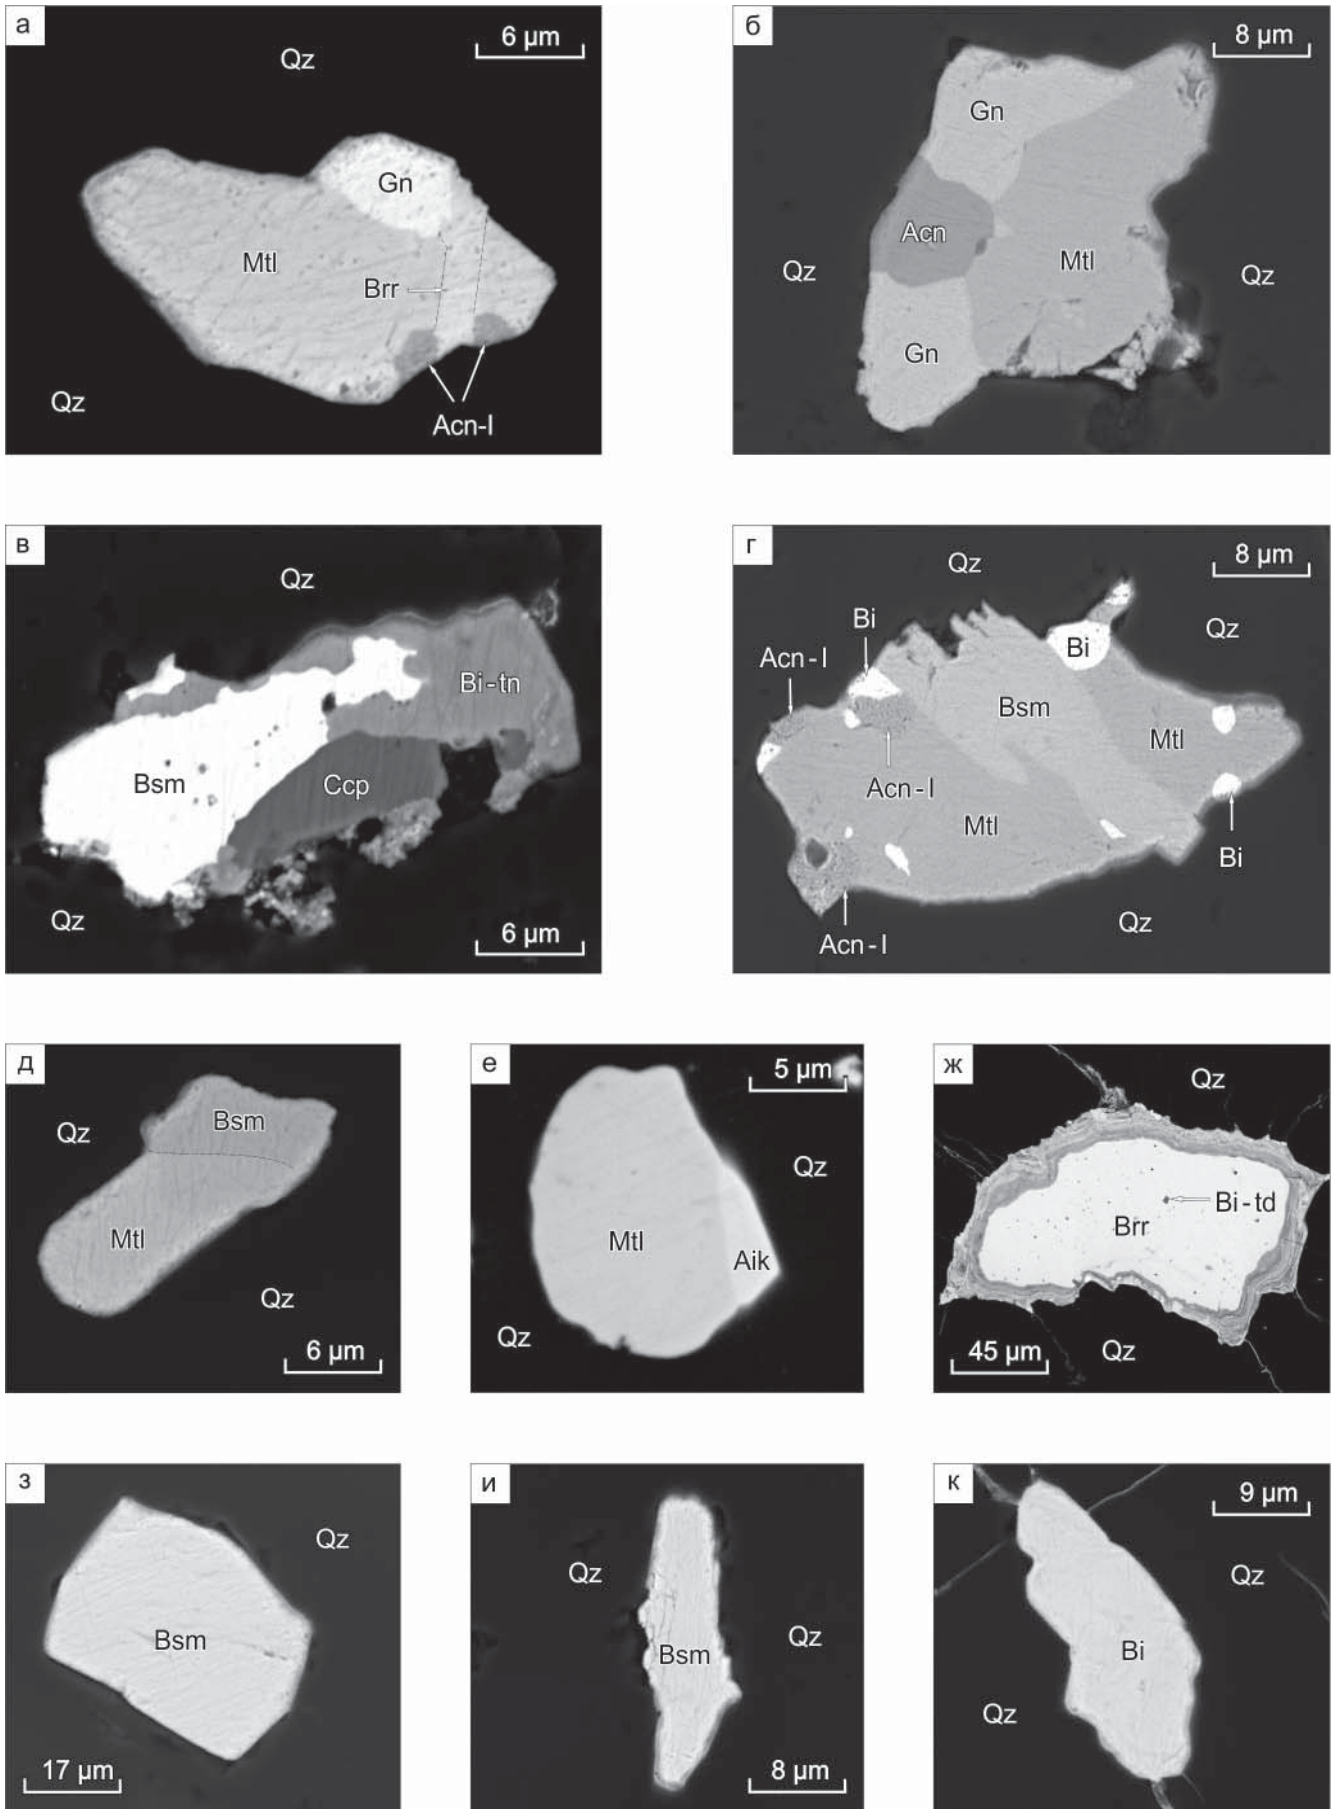 а
6 µm
Qz
Gn
Mtl
Brr
Qz
Acn-I
б
8 µm
Gn
Acn
Qz
Mtl
Qz
Gn
в
Qz
Bi-tn
Bsm
Ccp
Qz
6 µm
г
8 µm
Qz
Bi
Qz
Acn-I
Bi
Bsm
Mtl
Acn-I
Mtl
Bi
Qz
Acn-I
д
Qz
Bsm
Mtl
Qz
6 µm
е
5 µm
Qz
Mtl
Aik
Qz
ж
Qz
Bi-td
Brr
45 µm
Qz
з
Qz
Bsm
17 µm
и
Qz
Qz
Bsm
8 µm
к
9 µm
Qz
Bi
Qz